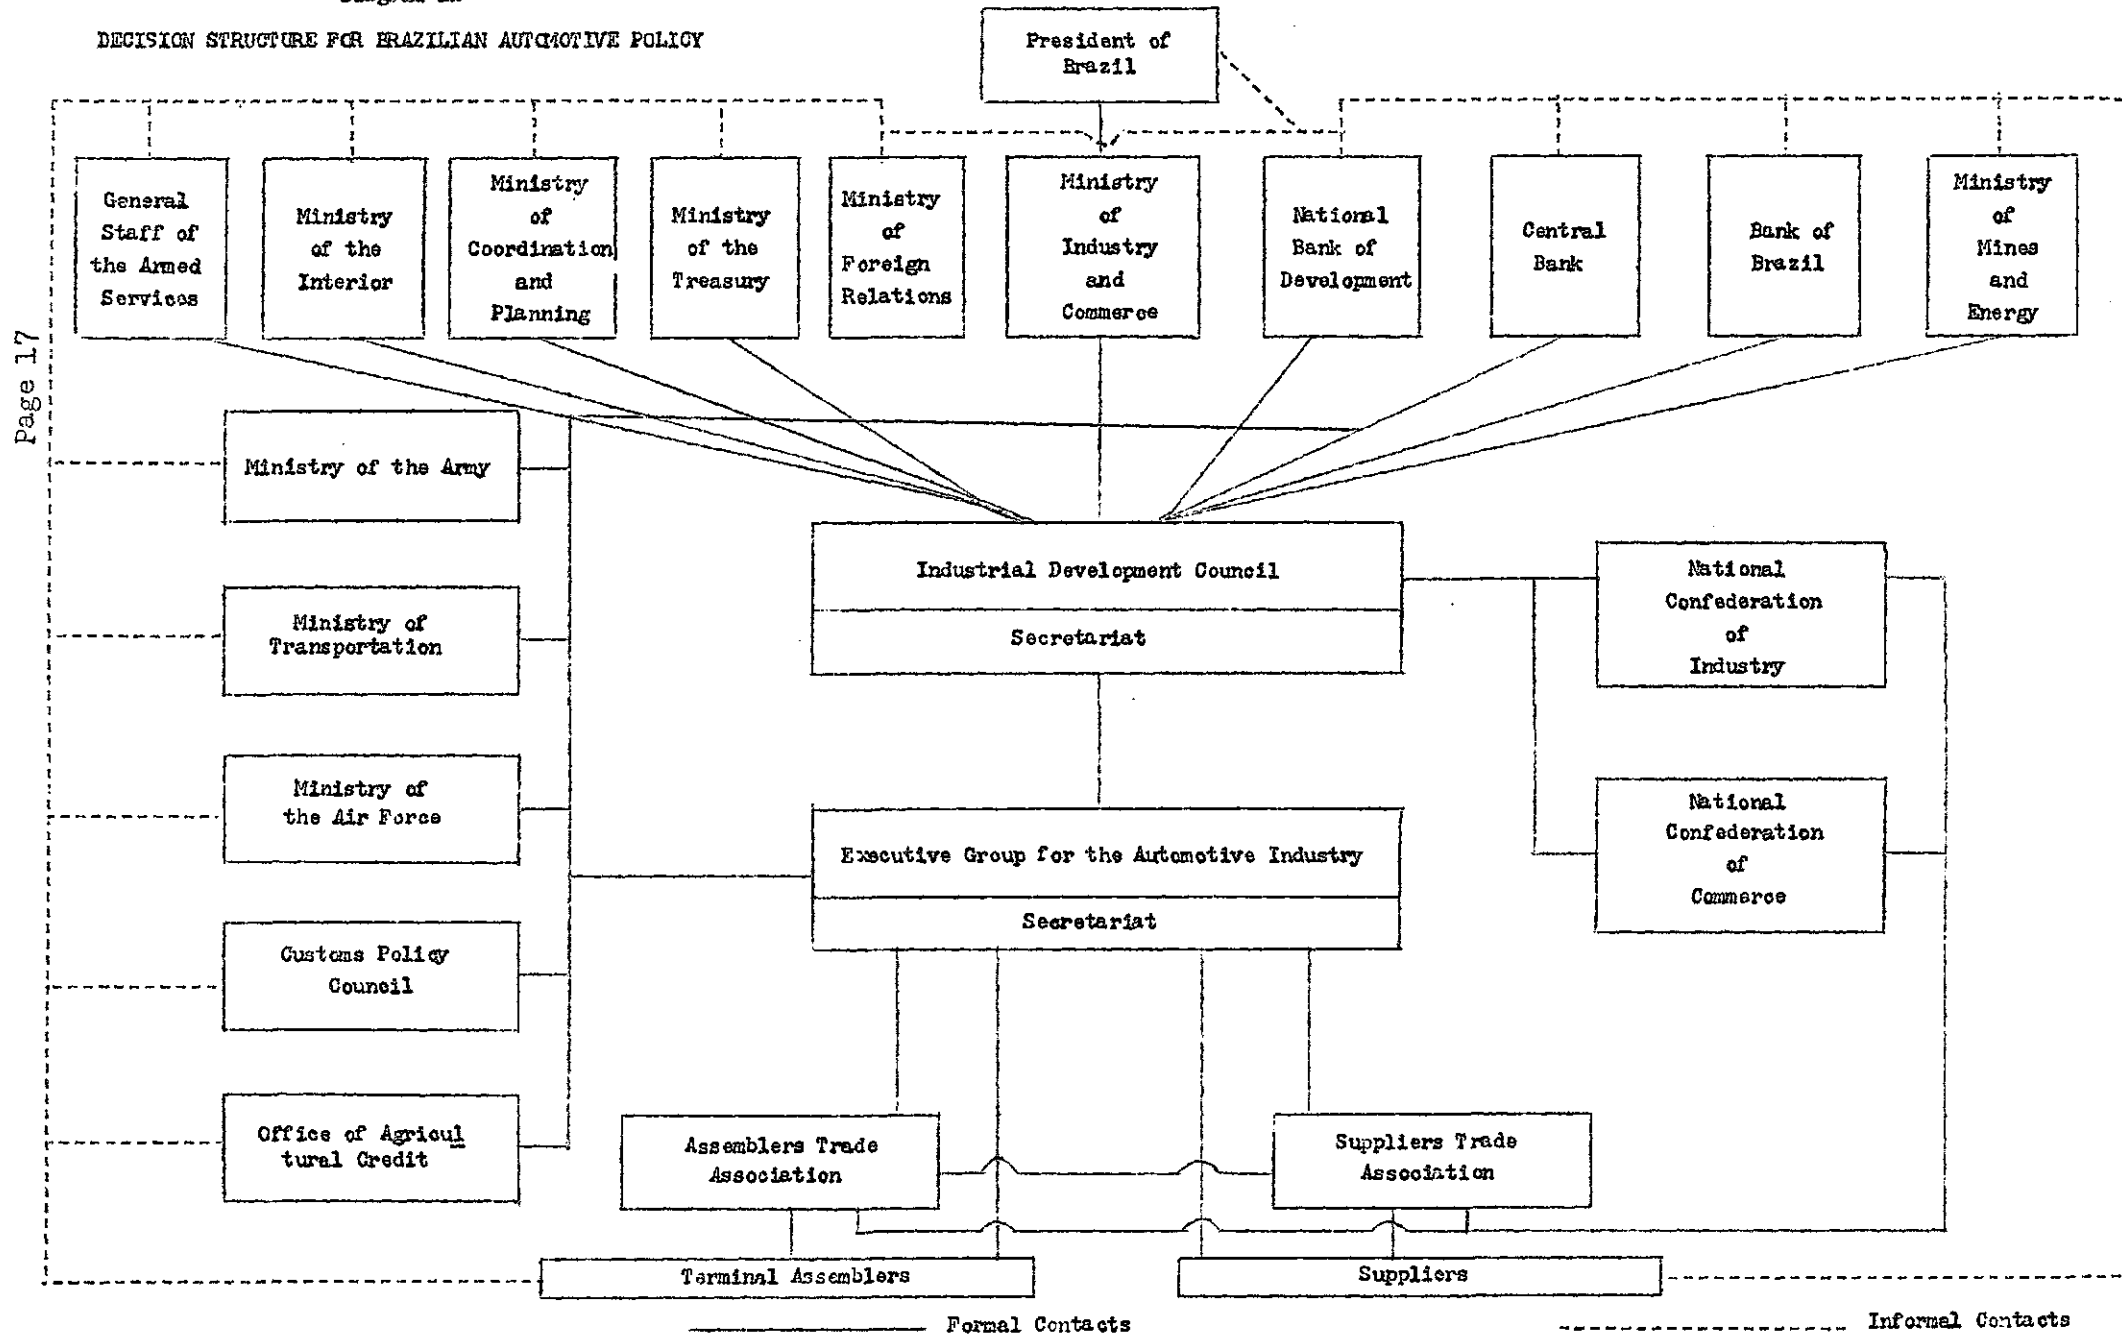 DECISION STRUCTURE FOR BRAZILIAN AUTOMOTIVE POLICY
President of
Brazil
General
Staff of
the Armed
Services
Ministry
of the
Interior
Ministry
of
Coordination
and
Planning
Ministry
of the
Treasury
Ministry
of
Foreign
Relations
Ministry
of
Industry
and
Commerce
National
Bank of
Development
Central
Bank
Bank of
Brazil
Ministry
of
Mines
and
Energy
Page 17
Ministry of the Army
Ministry of
Transportation
Ministry of
the Air Force
Customs Policy
Council
Office of Agricul
tural Credit
Industrial Development Council
Secretariat
National
Confederation
of
Industry
National
Confederation
of
Commerce
Executive Group for the Automotive Industry
Secretariat
Assemblers Trade
Association
Suppliers Trade
Association
Terminal Assemblers
Suppliers
Formal Contacts
Informal Contacts